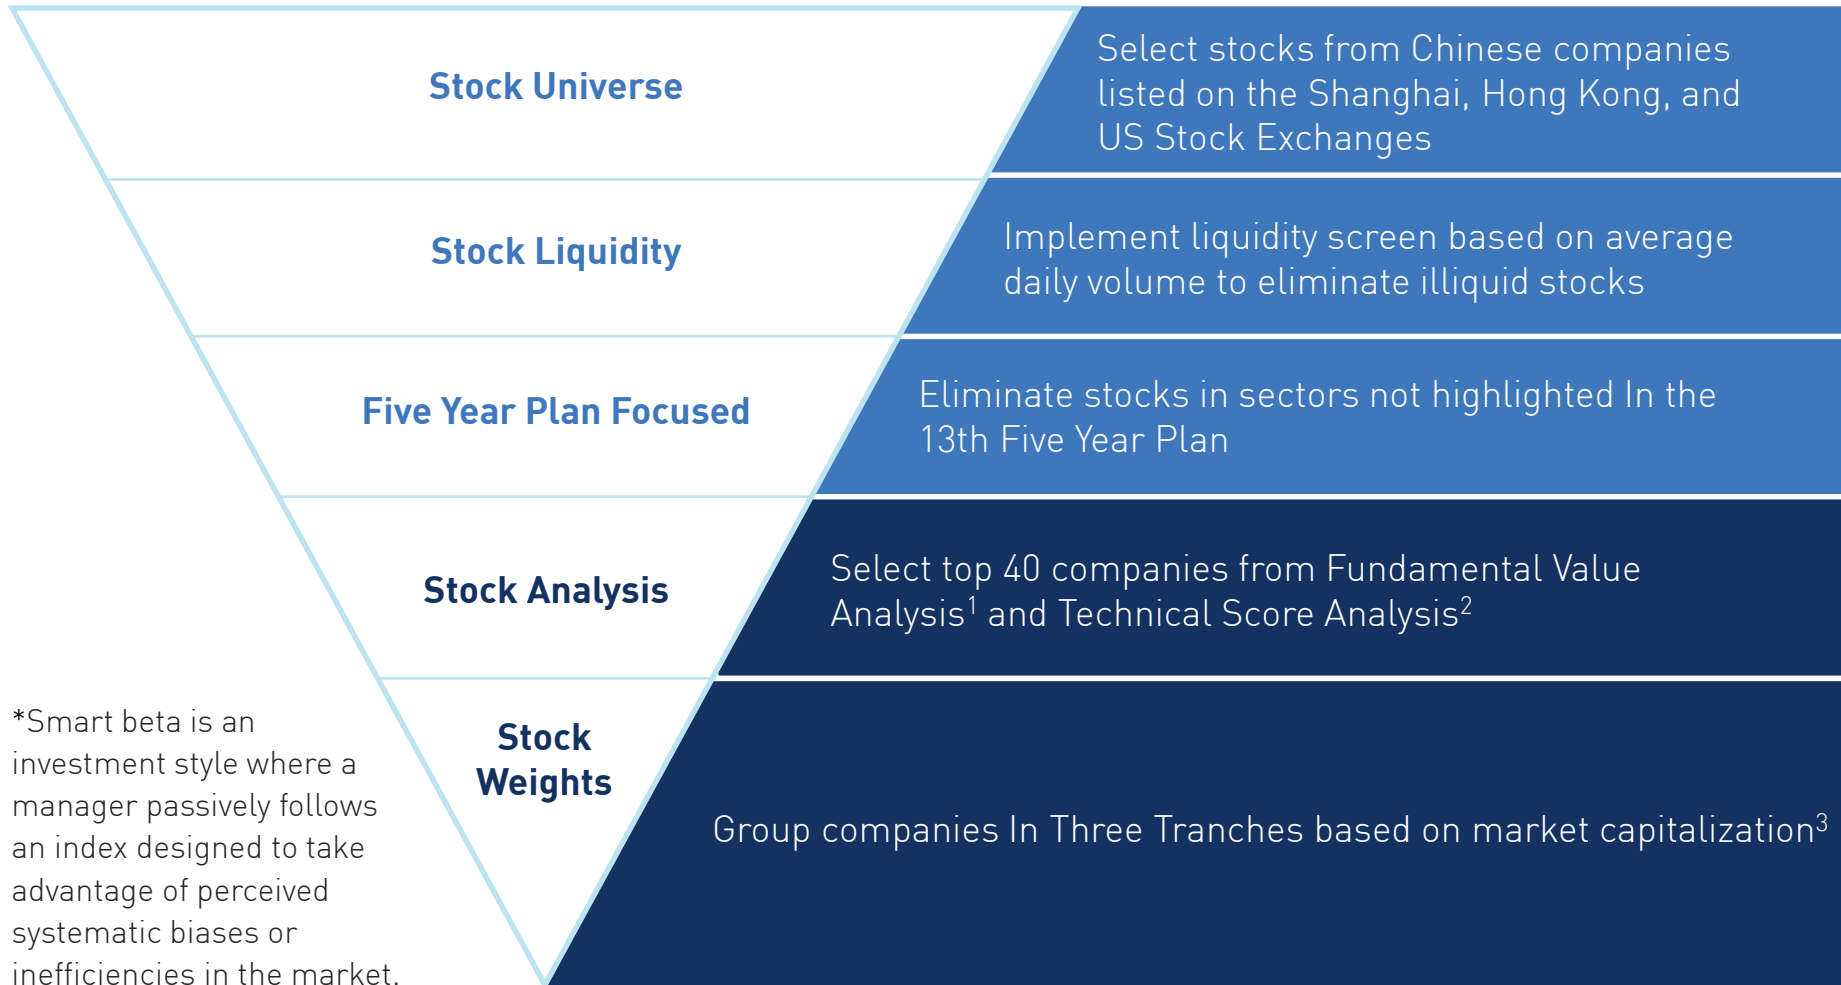 Stock Universe
Select stocks from Chinese companies
listed on the Shanghai, Hong Kong, and
US Stock Exchanges
Stock Liquidity
Implement liquidity screen based on average
daily volume to eliminate illiquid stocks
Five Year Plan Focused
Eliminate stocks in sectors not highlighted In the
13th Five Year Plan
Stock Analysis
Select top 40 companies from Fundamental Value
Analysis¹ and Technical Score Analysis²
Stock
Weights
Group companies In Three Tranches based on market capitalization³
*Smart beta is an
investment style where a
manager passively follows
an index designed to take
advantage of perceived
systematic biases or
inefficiencies in the market.